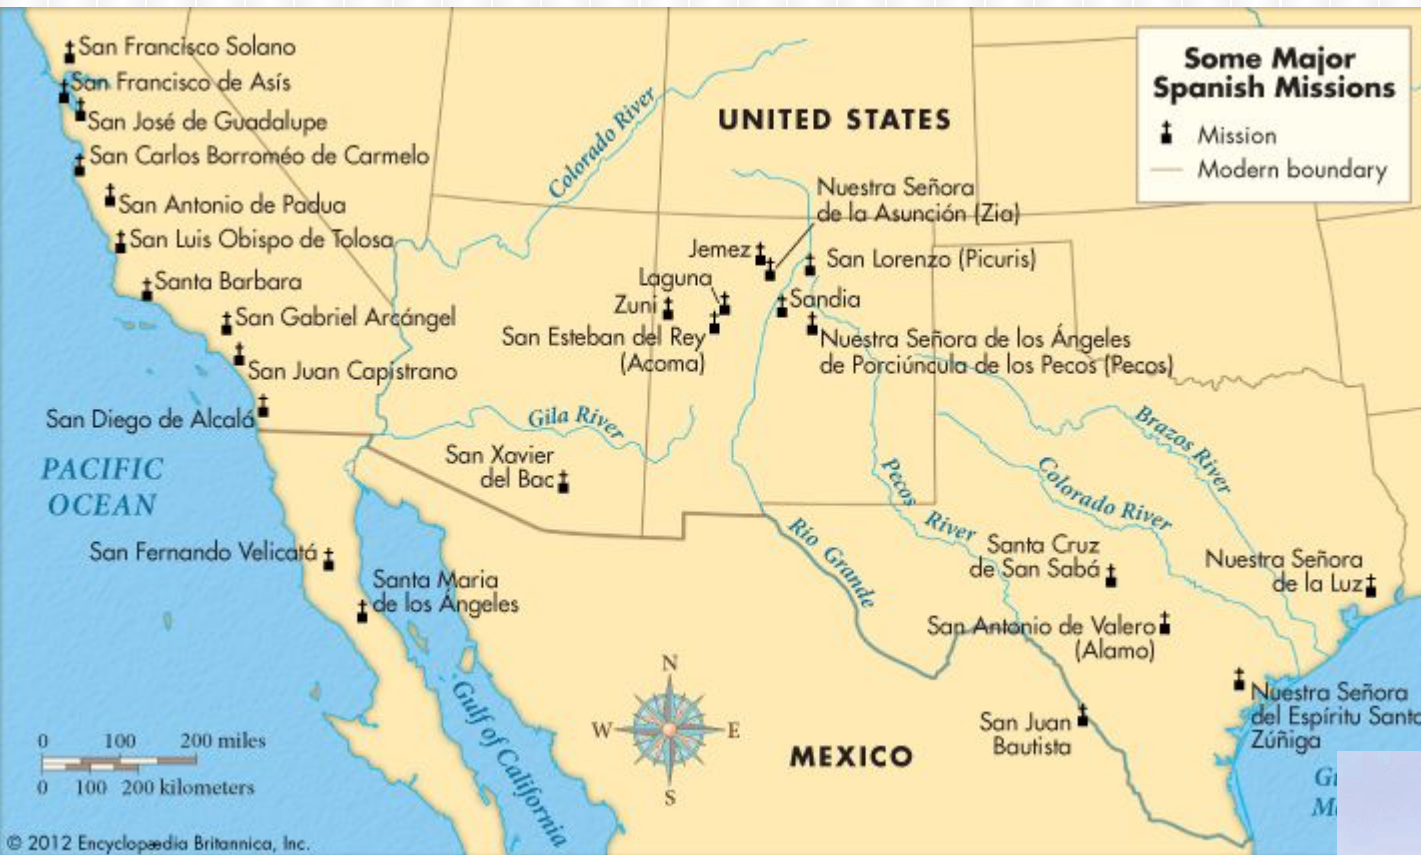 San Francisco Solano
San Francisco de Asís
San José de Guadalupe
San Carlos Borroméo de Carmelo
San Antonio de Padua
San Luis Obispo de Tolosa
Santa Barbara
San Gabriel Arcángel
San Juan Capistrano
San Diego de Alcalá
PACIFIC
OCEAN
Colorado River
UNITED STATES
Some Major
Spanish Missions
Mission
Modern boundary
Nuestra Señora
de la Asunción (Zia)
Jemez
San Lorenzo (Picuris)
Laguna
Zuni
Sandia
San Esteban del Rey
(Acoma)
Nuestra Señora de los Ángeles
de Porciúncula de los Pecos (Pecos)
Gila River
San Xavier
del Bac
Brazos River
Colorado River
Pecos River
Rio Grande
Santa Cruz
de San Sabá
Nuestra Señora
de la Luz
San Antonio de Valero
(Alamo)
San Fernando Velicatá
Santa Maria
de los Ángeles
Gulf of California
N
W
E
S
San Juan
Bautista
MEXICO
Nuestra Señora
del Espíritu Santo
Zúñiga
0 100 200 miles
0 100 200 kilometers
© 2012 Encyclopædia Britannica, Inc.